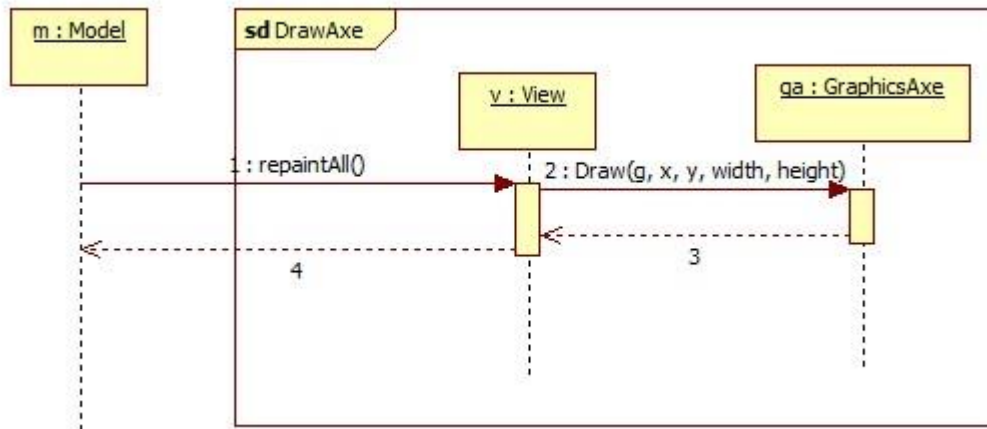 m : Model
sd DrawAxe
v : View
ga : GraphicsAxe
1 : repaintAll()
2 : Draw(g, x, y, width, height)
3
4